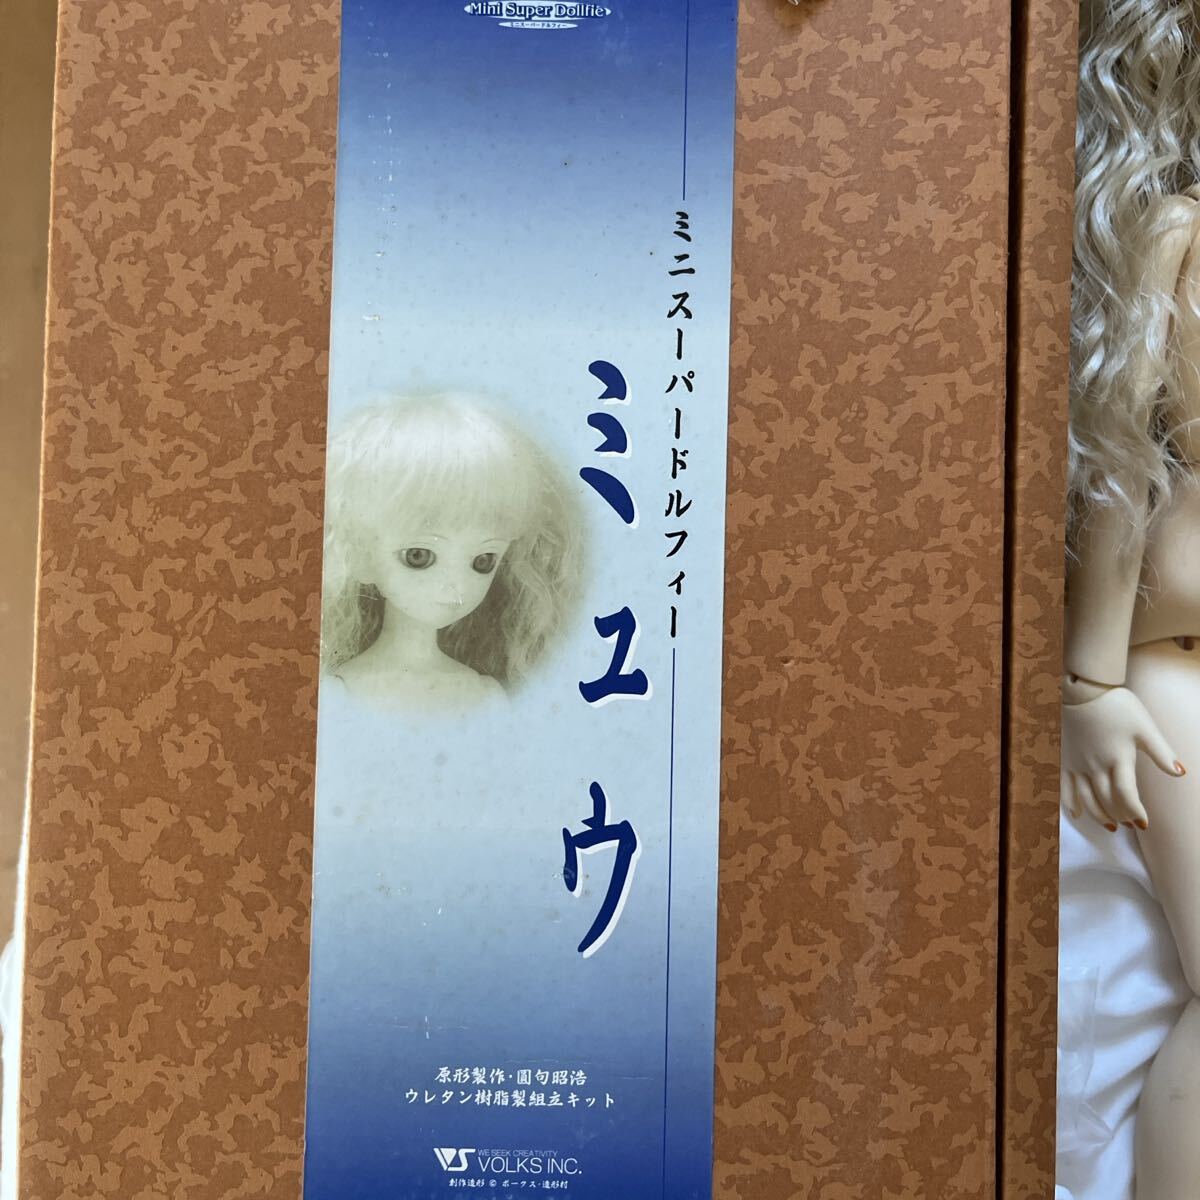 Mini Super Dollfie
ミニスーパードルフィー
ミニスーパードルフィー
ミュウ
原形製作・圓句昭浩
ウレタン樹脂製組立キット
VS WE SEEK CREATIVITY
VOLKS INC.
創作造形 © ボークス・造形村